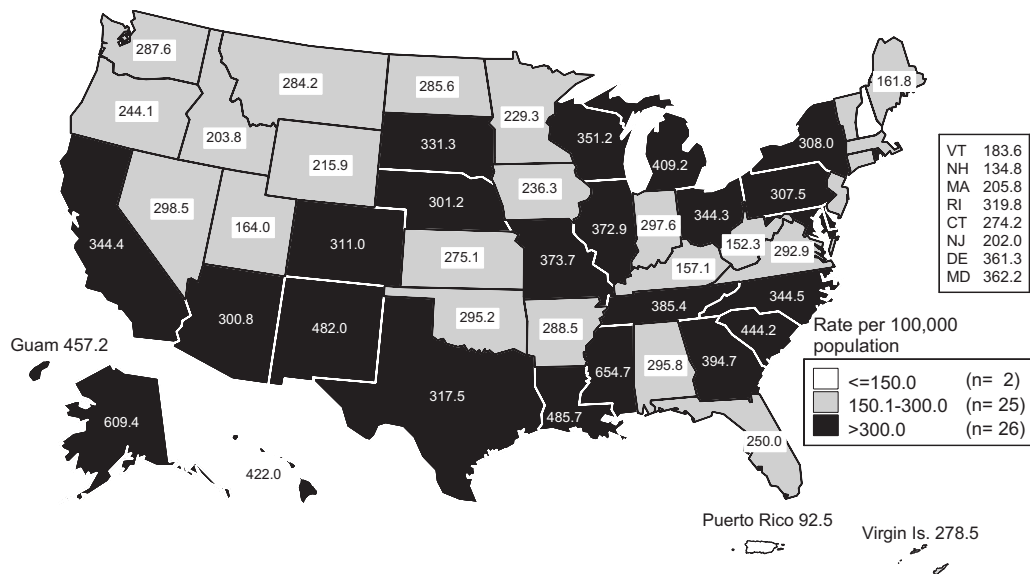 287.6
284.2
285.6
161.8
244.1
229.3
203.8
331.3
351.2
308.0
215.9
409.2
VT 183.6
NH 134.8
MA 205.8
RI 319.8
CT 274.2
NJ 202.0
DE 361.3
MD 362.2
236.3
307.5
301.2
298.5
344.4
164.0
311.0
372.9
297.6
344.3
152.3
292.9
275.1
373.7
157.1
385.4
344.5
300.8
482.0
295.2
288.5
444.2
Guam 457.2
654.7
295.8
394.7
317.5
485.7
Rate per 100,000
population
<=150.0 (n= 2)
150.1-300.0 (n= 25)
>300.0 (n= 26)
609.4
422.0
250.0
Puerto Rico 92.5
Virgin Is. 278.5